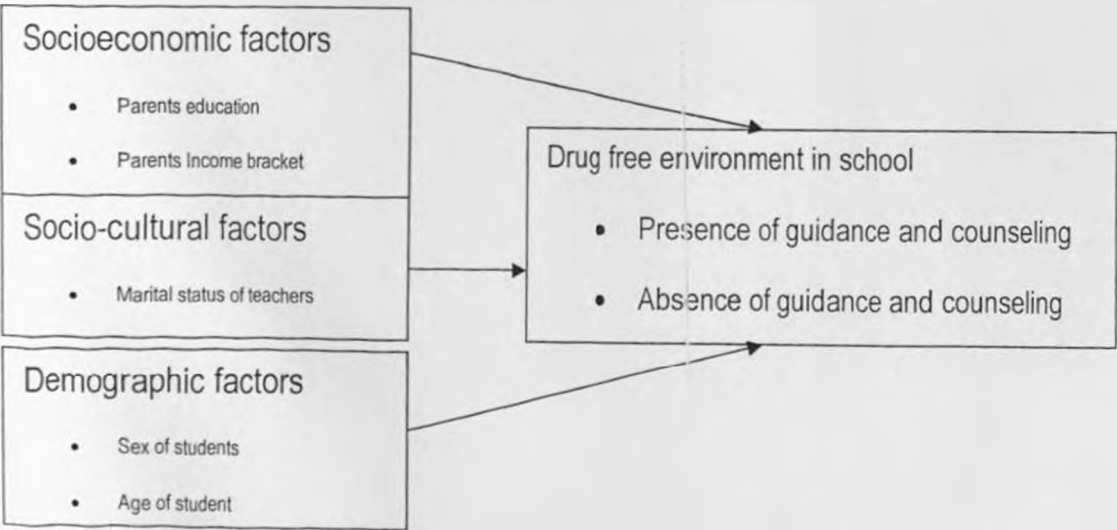 Socioeconomic factors
• Parents education
• Parents Income bracket
Socio-cultural factors
• Marital status of teachers
Demographic factors
• Sex of students
• Age of student
Drug free environment in school
• Presence of guidance and counseling
• Absence of guidance and counseling